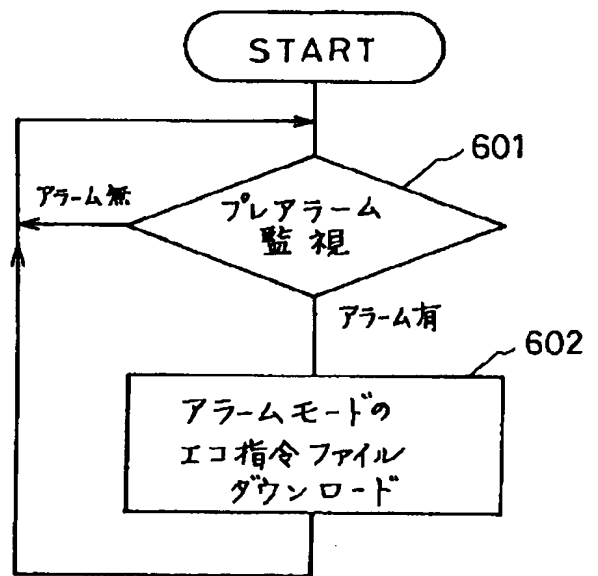 START
601
アラーム無
プレアラーム
監視
アラーム有
602
アラームモードの
エコ指令ファイル
ダウンロード